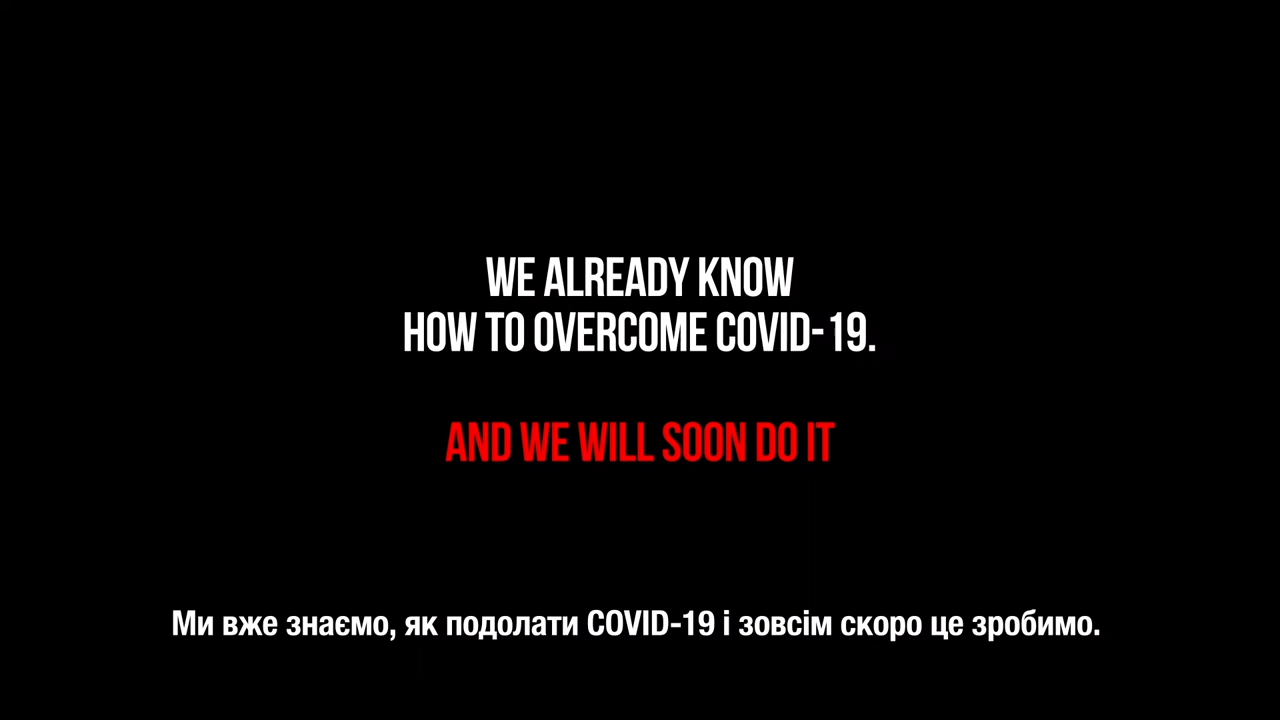 WE ALREADY KNOW
HOW TO OVERCOME COVID-19.
AND WE WILL SOON DO IT
Ми вже знаємо, як подолати COVID-19 і зовсім скоро це зробимо.